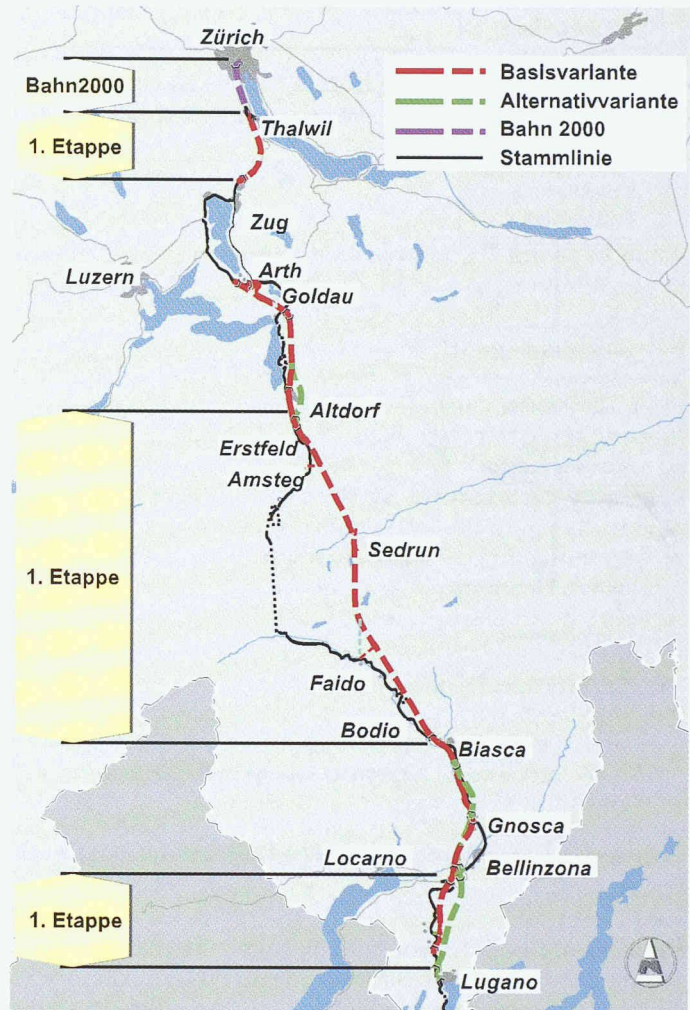 Zürich
Bahn2000
Basisvariante
Alternativvariante
Bahn 2000
Stammlinie
Thalwil
1. Etappe
Zug
Luzern
Arth
Goldau
Altdorf
Erstfeld
Amsteg
Sedrun
1. Etappe
Faido
Bodio
Biasca
Gnosca
Locarno
Bellinzona
1. Etappe
Lugano